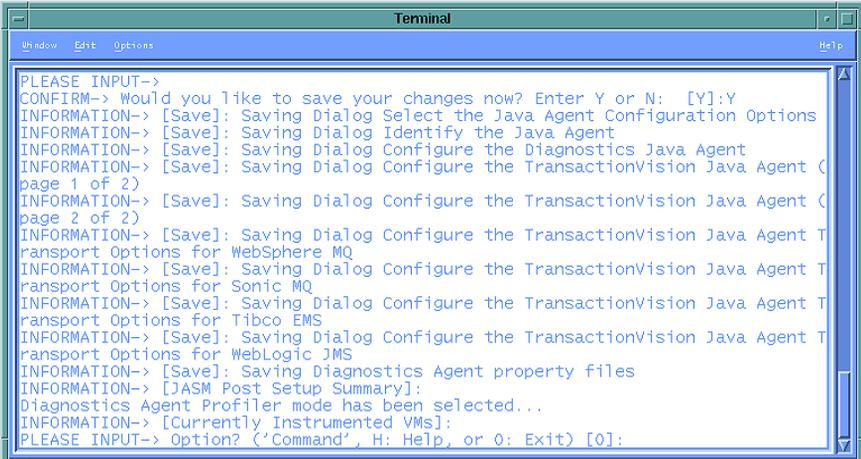 Terminal
Window Edit Options Help
PLEASE INPUT->
CONFIRM-> Would you like to save your changes now? Enter Y or N:  [Y]:Y
INFORMATION-> [Save]: Saving Dialog Select the Java Agent Configuration Options
INFORMATION-> [Save]: Saving Dialog Identify the Java Agent
INFORMATION-> [Save]: Saving Dialog Configure the Diagnostics Java Agent
INFORMATION-> [Save]: Saving Dialog Configure the TransactionVision Java Agent (
page 1 of 2)
INFORMATION-> [Save]: Saving Dialog Configure the TransactionVision Java Agent (
page 2 of 2)
INFORMATION-> [Save]: Saving Dialog Configure the TransactionVision Java Agent T
ransport Options for WebSphere MQ
INFORMATION-> [Save]: Saving Dialog Configure the TransactionVision Java Agent T
ransport Options for Sonic MQ
INFORMATION-> [Save]: Saving Dialog Configure the TransactionVision Java Agent T
ransport Options for Tibco EMS
INFORMATION-> [Save]: Saving Dialog Configure the TransactionVision Java Agent T
ransport Options for WebLogic JMS
INFORMATION-> [Save]: Saving Diagnostics Agent property files
INFORMATION-> [JASM Post Setup Summary]:
Diagnostics Agent Profiler mode has been selected...
INFORMATION-> [Currently Instrumented VMs]:
PLEASE INPUT-> Option? ('Command', H: Help, or O: Exit) [O]: